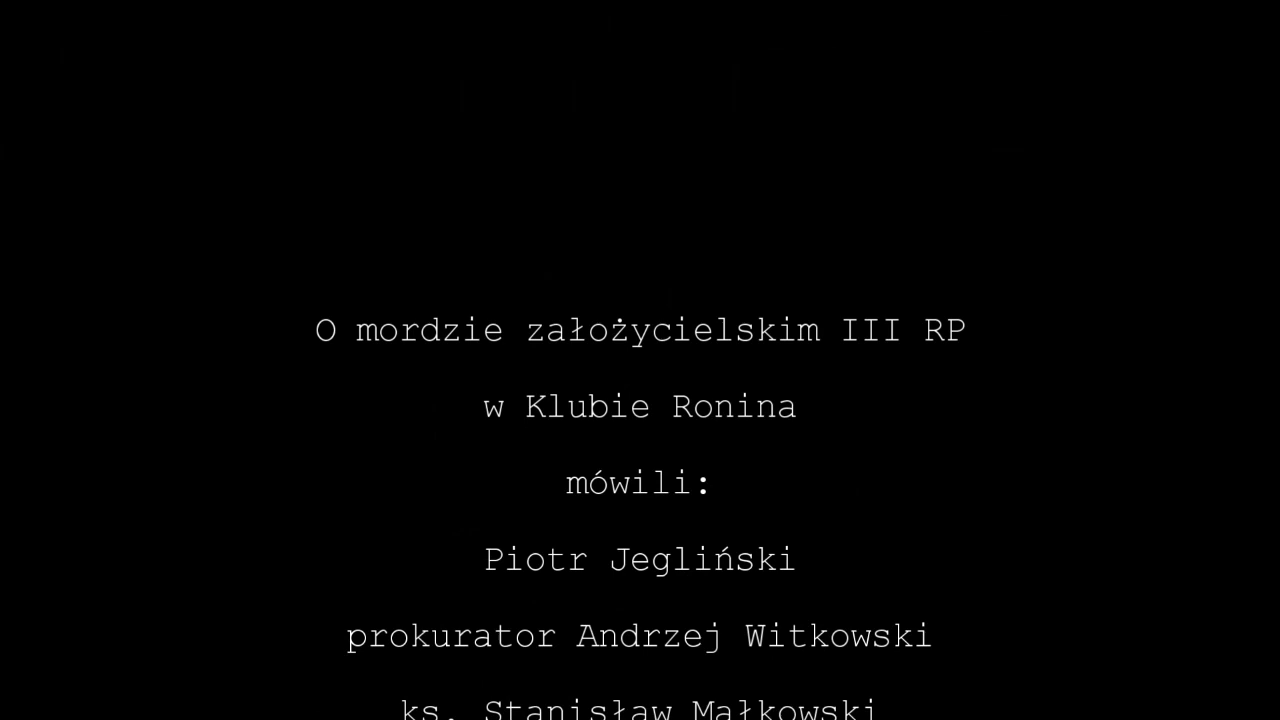 O mordzie założycielskim III RP
w Klubie Ronina
mówili:
Piotr Jegliński
prokurator Andrzej Witkowski
ks. Stanisław Małkowski